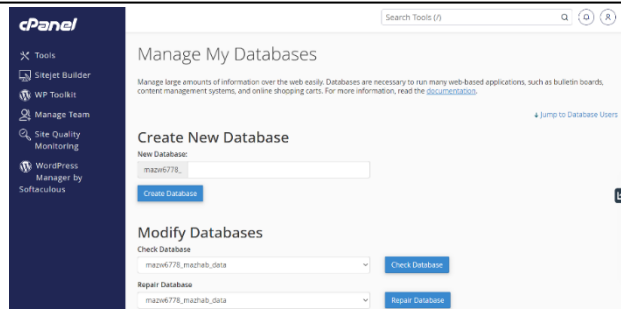 cPanel
Search Tools (/)
Tools
Sitejet Builder
WP Toolkit
Manage Team
Site Quality
Monitoring
WordPress
Manager by
Softaculous
Manage My Databases
Manage large amounts of information over the web easily. Databases are necessary to run many web-based applications, such as bulletin boards,
content management systems, and online shopping carts. For more information, read the documentation.
Jump to Database Users
Create New Database
New Database:
mazw6778_
Create Database
Modify Databases
Check Database
mazw6778_mazhab_data
Check Database
Repair Database
mazw6778_mazhab_data
Repair Database